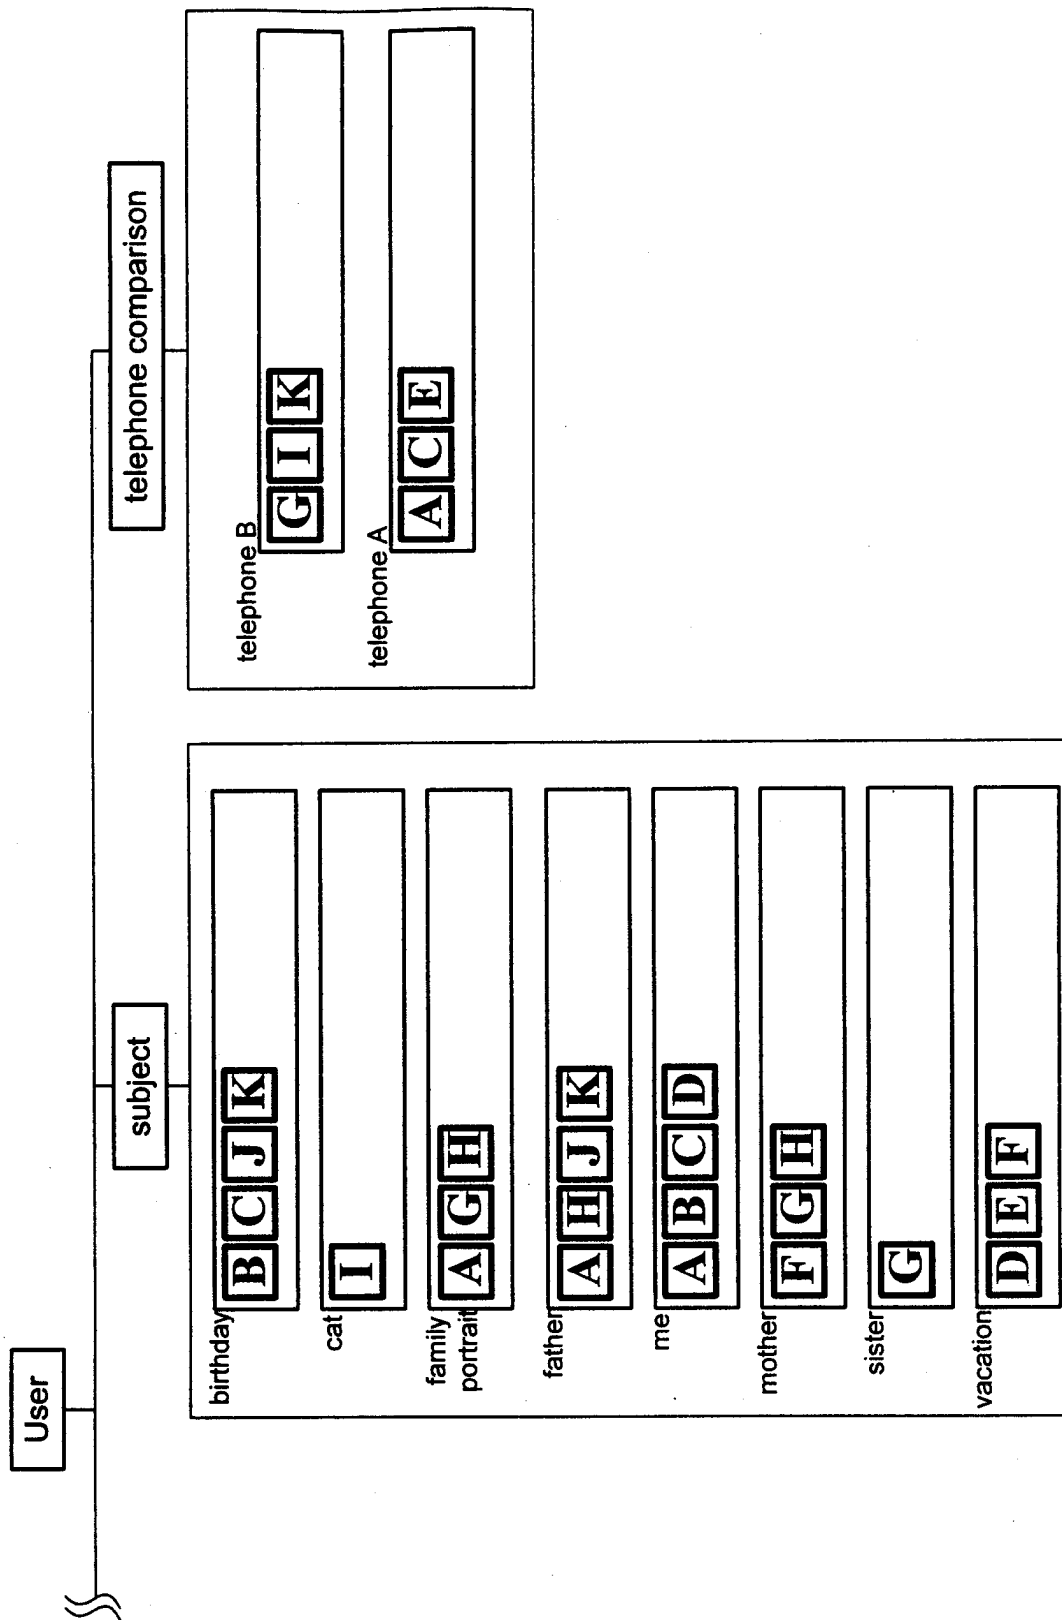 User
subject
birthday
B C J K
cat
I
family
portrait
A G H
father
A H J K
me
A B C D
mother
F G H
sister
G
vacation
D E F
telephone comparison
telephone B
G I K
telephone A
A C E